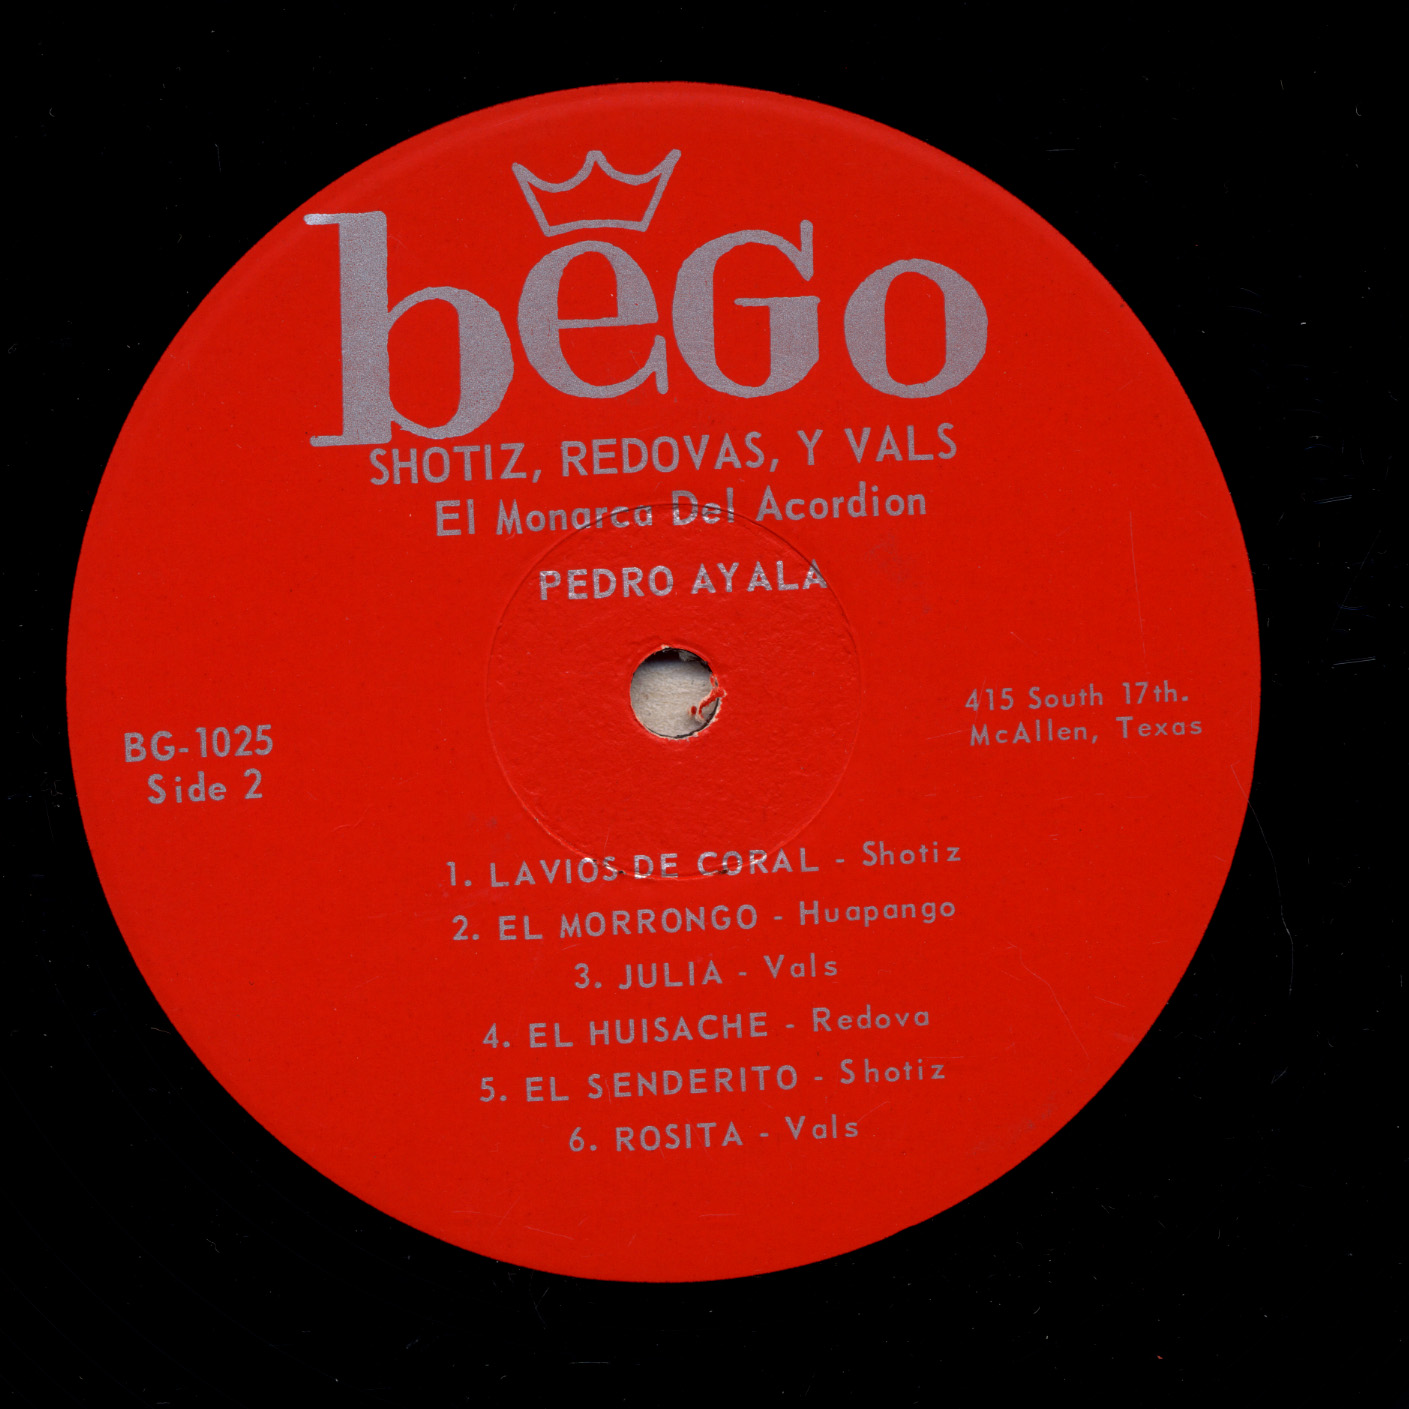 beGo
SHOTIZ, REDOVAS, Y VALS
El Monarca Del Acordion
PEDRO AYALA
415 South 17th.
McAllen, Texas
BG-1025
Side 2
1. LAVIOS DE CORAL - Shotiz
2. EL MORRONGO - Huapango
3. JULIA - Vals
4. EL HUISACHE - Redova
5. EL SENDERITO - Shotiz
6. ROSITA - Vals